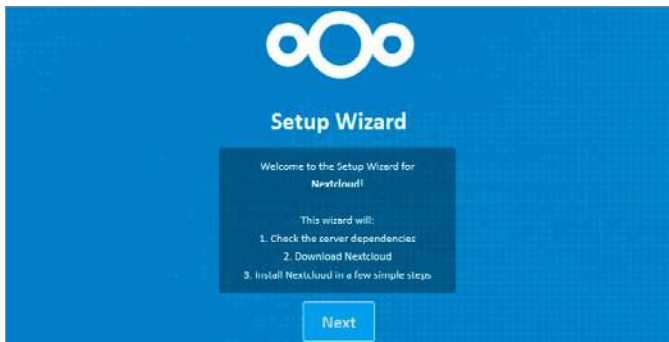 Setup Wizard
Welcome to the Setup Wizard for
Nextcloud!
This wizard will:
1. Check the server dependencies
2. Download Nextcloud
3. Install Nextcloud in a few simple steps
Next